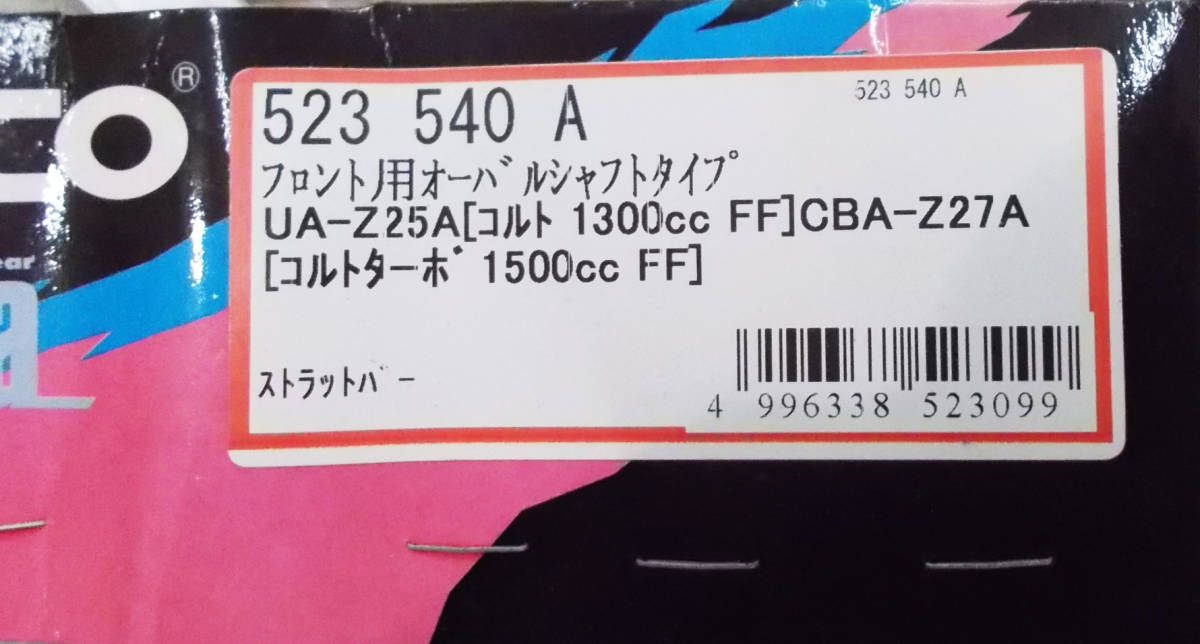 ®
523 540 A
523 540 A
フロント用オーバルシャフトタイプ
UA-Z25A[コルト 1300cc FF]CBA-Z27A
[コルトターボ 1500cc FF]
ストラットバー
4 996338 523099